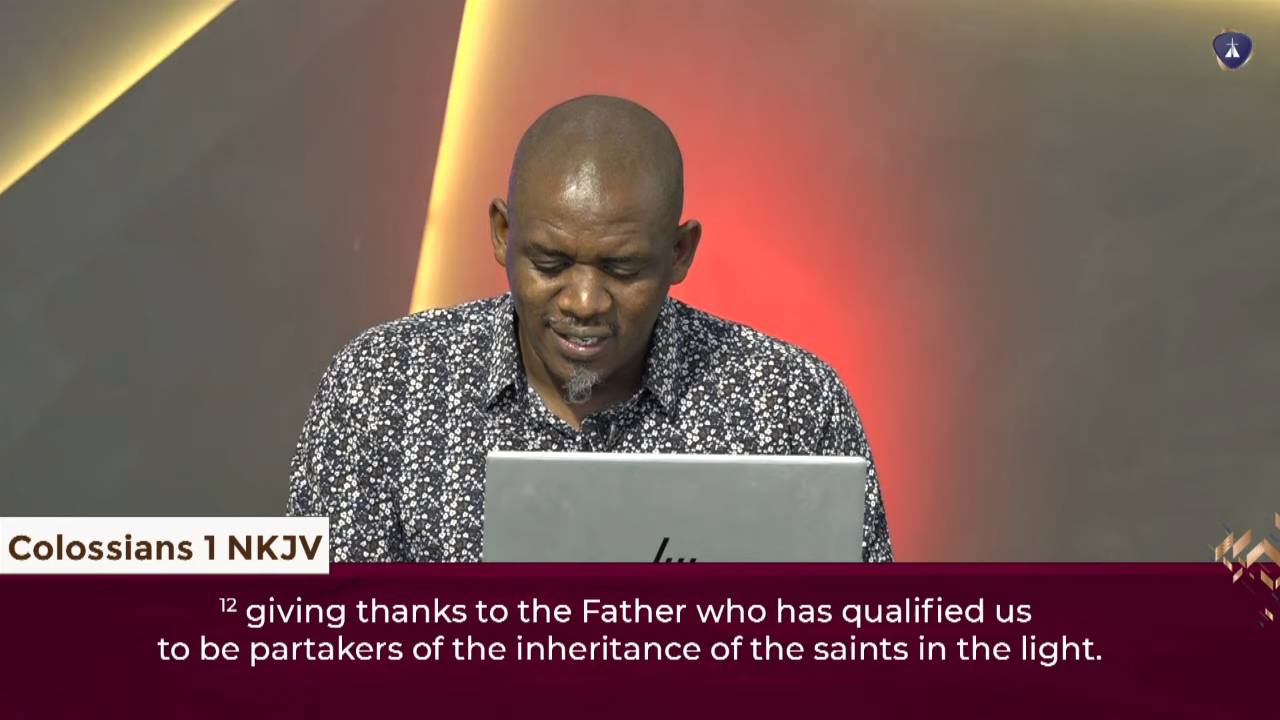 Colossians 1 NKJV
¹² giving thanks to the Father who has qualified us
to be partakers of the inheritance of the saints in the light.